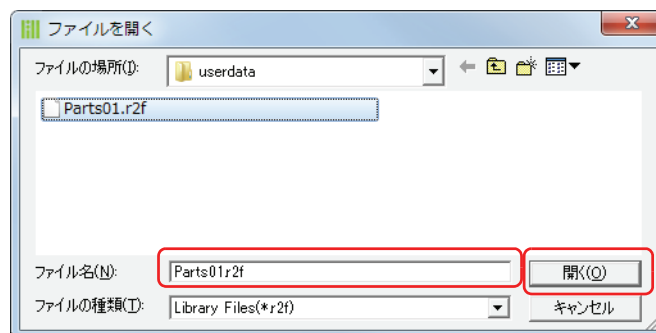 ファイルを開く
ファイルの場所(I):
userdata
Parts01.r2f
ファイル名(N):
Parts01r2f
開く(O)
ファイルの種類(T):
Library Files(*r2f)
キャンセル